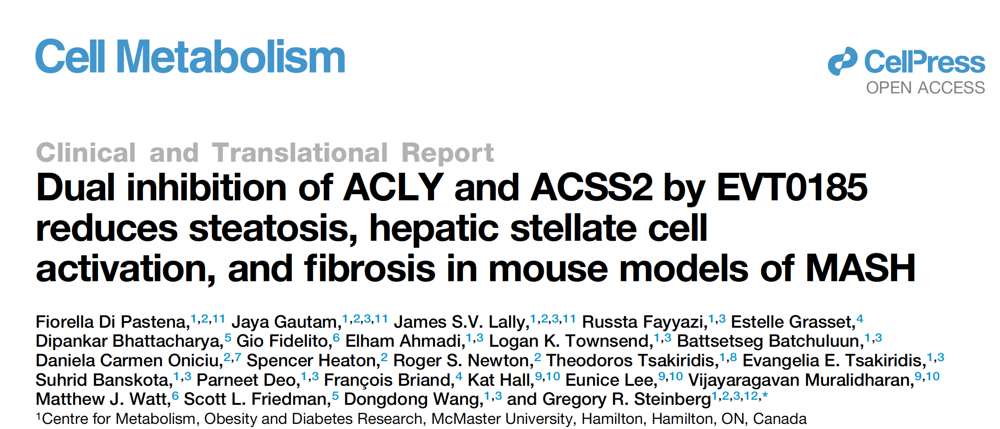 Cell Metabolism
CellPress
OPEN ACCESS
Clinical and Translational Report
Dual inhibition of ACLY and ACSS2 by EVT0185
reduces steatosis, hepatic stellate cell
activation, and fibrosis in mouse models of MASH
Fiorella Di Pastena,1,2,11 Jaya Gautam,1,2,3,11 James S.V. Lally,1,2,3,11 Russta Fayyazi,1,3 Estelle Grasset,4
Dipankar Bhattacharya,5 Gio Fidelito,6 Elham Ahmadi,1,3 Logan K. Townsend,1,3 Battsetseg Batchuluun,1,3
Daniela Carmen Oniciu,2,7 Spencer Heaton,2 Roger S. Newton,2 Theodoros Tsakiridis,1,8 Evangelia E. Tsakiridis,1,3
Suhrid Banskota,1,3 Parneet Deo,1,3 François Briand,4 Kat Hall,9,10 Eunice Lee,9,10 Vijayaragavan Muralidharan,9,10
Matthew J. Watt,6 Scott L. Friedman,5 Dongdong Wang,1,3 and Gregory R. Steinberg1,2,3,12,*
1Centre for Metabolism, Obesity and Diabetes Research, McMaster University, Hamilton, Hamilton, ON, Canada